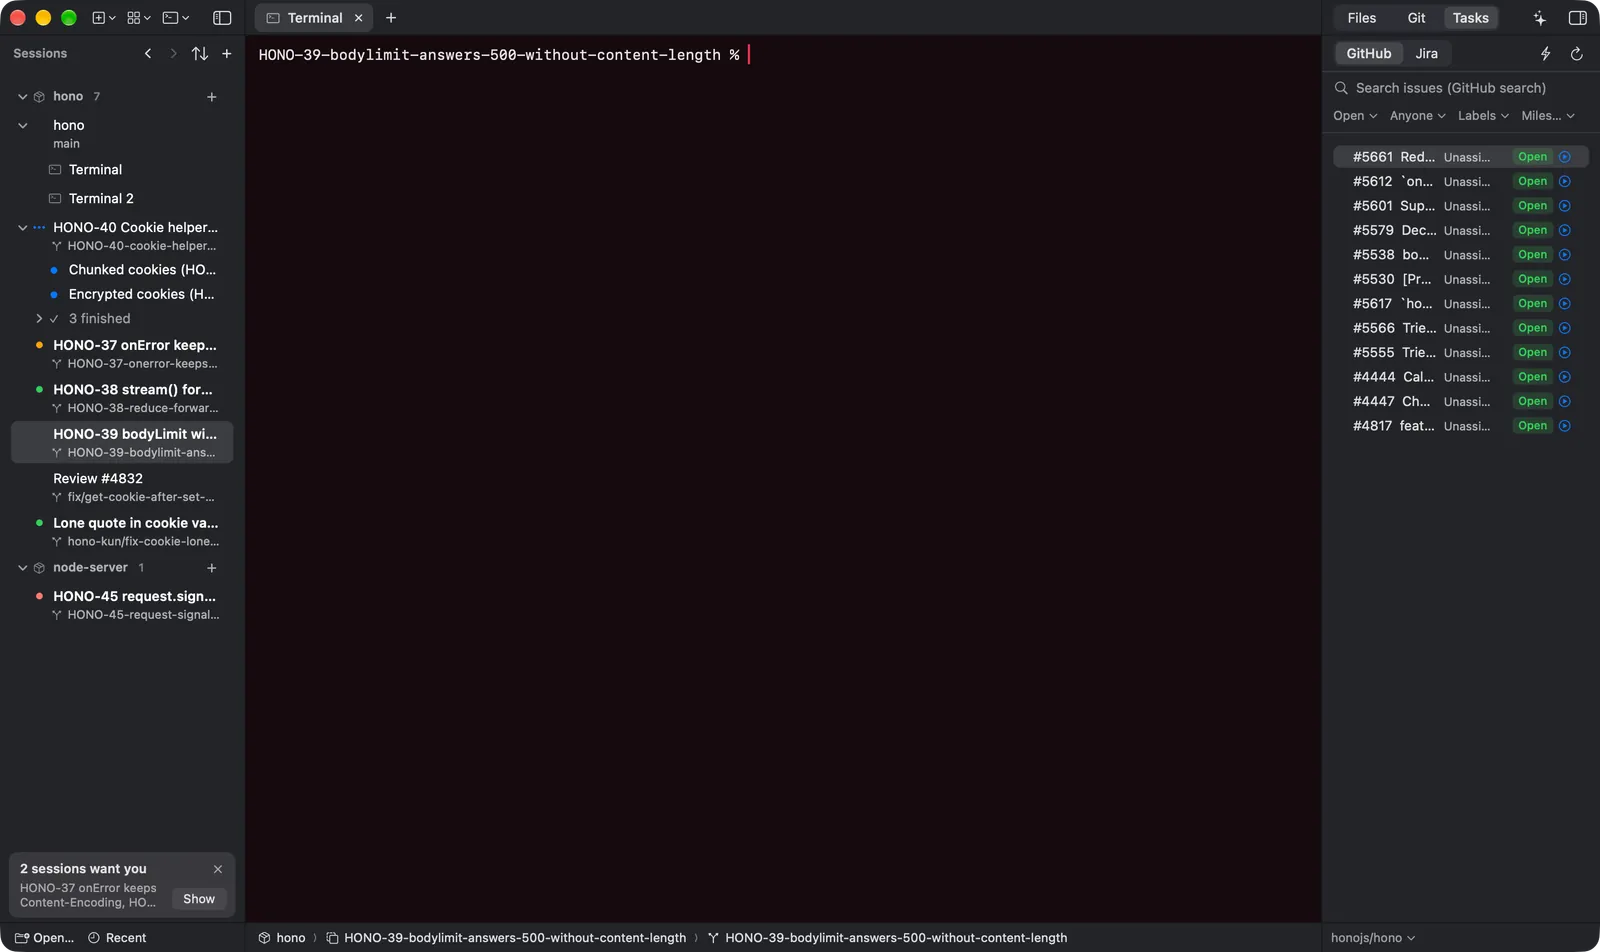 Terminal
Files
Git
Tasks
Sessions
HONO-39-bodylimit-answers-500-without-content-length %
GitHub
Jira
Search issues (GitHub search)
Open
Anyone
Labels
Miles...
hono 7
hono
main
Terminal
Terminal 2
HONO-40 Cookie helper...
HONO-40-cookie-helper...
Chunked cookies (HO...
Encrypted cookies (H...
3 finished
HONO-37 onError keep...
HONO-37-onerror-keeps...
HONO-38 stream() for...
HONO-38-reduce-forwar...
HONO-39 bodyLimit wi...
HONO-39-bodylimit-ans...
Review #4832
fix/get-cookie-after-set-...
Lone quote in cookie va...
hono-kun/fix-cookie-lone...
node-server 1
HONO-45 request.sign...
HONO-45-request-signal...
#5661 Red... Unassi... Open
#5612 `on... Unassi... Open
#5601 Sup... Unassi... Open
#5579 Dec... Unassi... Open
#5538 bo... Unassi... Open
#5530 [Pr... Unassi... Open
#5617 `ho... Unassi... Open
#5566 Trie... Unassi... Open
#5555 Trie... Unassi... Open
#4444 Cal... Unassi... Open
#4447 Ch... Unassi... Open
#4817 feat... Unassi... Open
2 sessions want you
HONO-37 onError keeps
Content-Encoding, HO...
Show
Open...
Recent
hono
HONO-39-bodylimit-answers-500-without-content-length
HONO-39-bodylimit-answers-500-without-content-length
honojs/hono